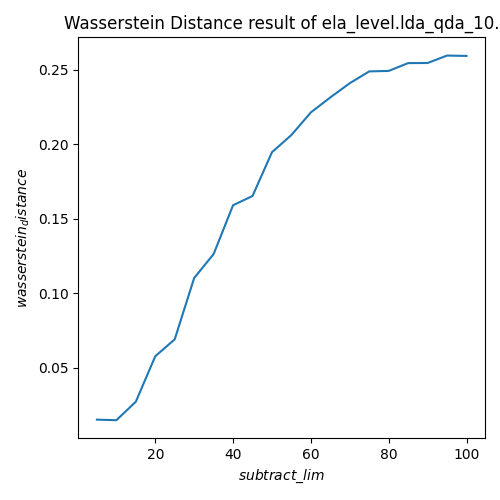 Wasserstein Distance result of ela_level.lda_qda_10.
0.25
0.20
0.15
0.10
0.05
wasserstein_distance
20 40 60 80 100
subtract_lim